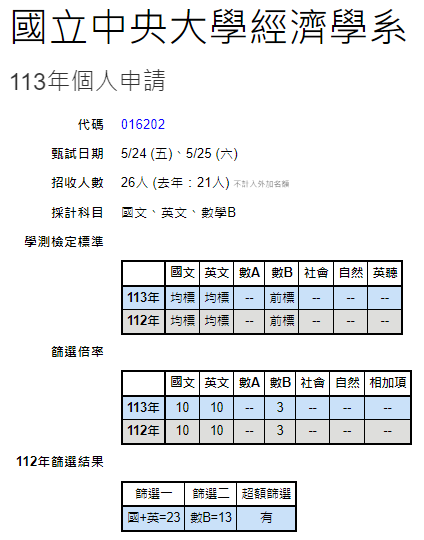 國立中央大學經濟學系
113年個人申請
代碼 016202
甄試日期 5/24 (五)、5/25 (六)
招收人數 26人 (去年：21人) 不計人外加名額
採計科目 國文、英文、數學B
學測檢定標準
國文 英文 數A 數B 社會 自然 英聽
113年 均標 均標 -- 前標 -- -- --
112年 均標 均標 -- 前標 -- -- --
篩選倍率
國文 英文 數A 數B 社會 自然 相加項
113年 10 10 -- 3 -- -- --
112年 10 10 -- 3 -- -- --
112年篩選結果
篩選一 篩選二 超額篩選
國+英=23 數B=13 有